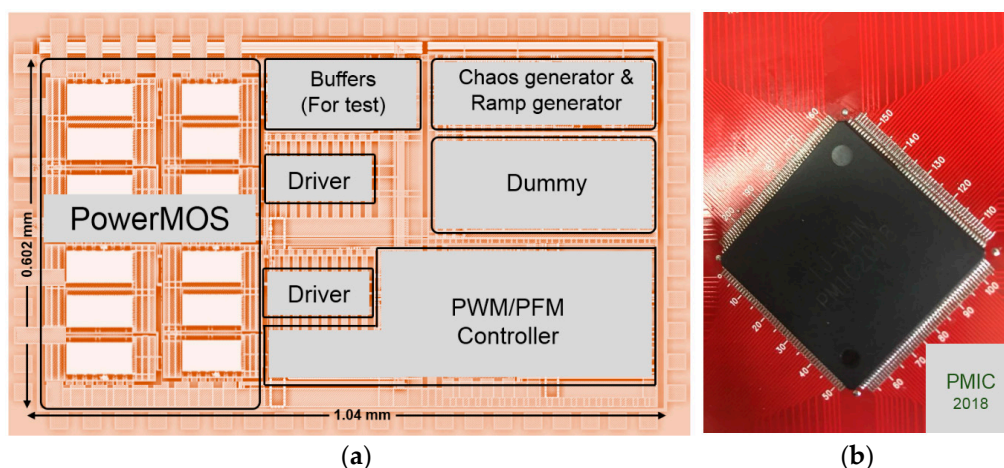 Buffers
(For test)
Chaos generator &
Ramp generator
Driver
Dummy
PowerMOS
0.602 mm
Driver
PWM/PFM
Controller
1.04 mm
(a)
160
150
140
130
120
110
100
90
80
70
60
50
40
30
20
10
0
PMIC2018
PMIC
2018
(b)